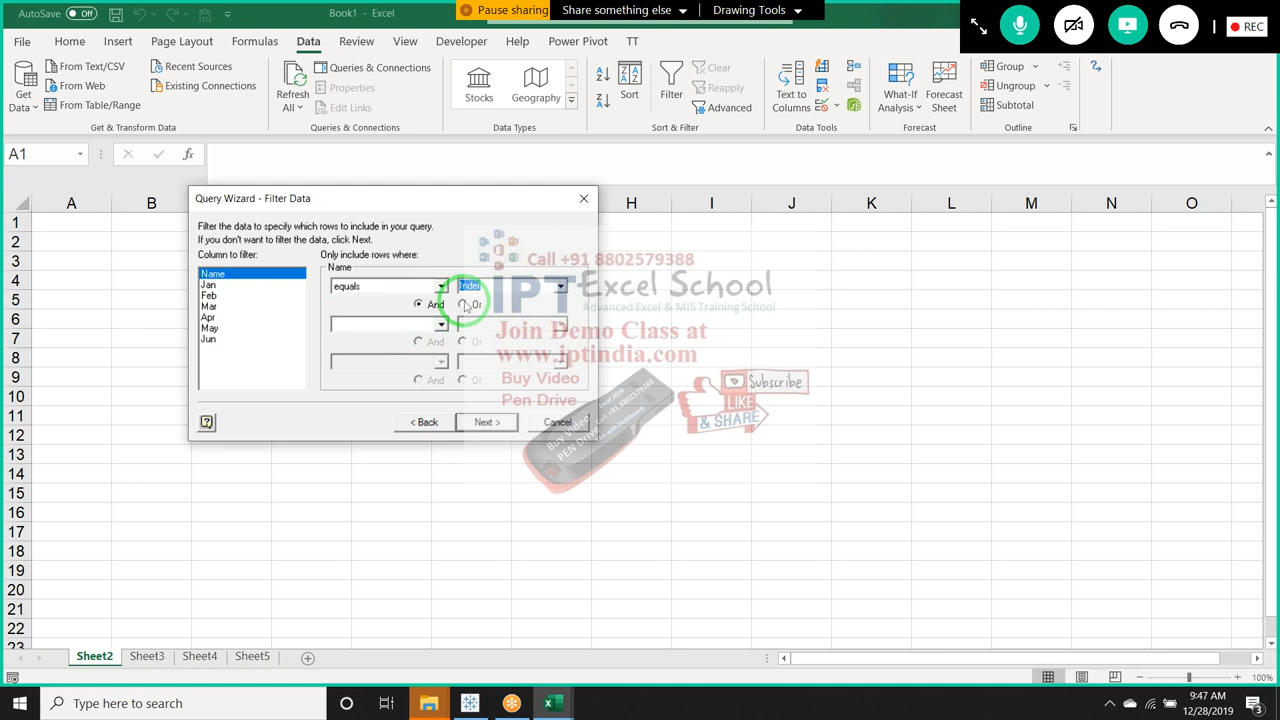 AutoSave Off Book1 - Excel
Pause sharing Share something else Drawing Tools
REC
File Home Insert Page Layout Formulas Data Review View Developer Help Power Pivot TT
Get Data
From Text/CSV
From Web
From Table/Range
Recent Sources
Existing Connections
Get & Transform Data
Refresh All
Queries & Connections
Properties
Edit Links
Queries & Connections
Stocks Geography
Data Types
Sort
Filter
Clear
Reapply
Advanced
Sort & Filter
Text to Columns
Data Tools
What-If Analysis
Forecast Sheet
Forecast
Group
Ungroup
Subtotal
Outline
A1
fx
A B H I J K L M N O
1
2
3
4
5
6
7
8
9
10
11
12
13
14
15
16
17
18
19
20
21
22
23
Query Wizard - Filter Data
Filter the data to specify which rows to include in your query.
If you don't want to filter the data, click Next.
Column to filter: Only include rows where:
Name
Jan
Feb
Mar
Apr
May
Jun
Name
equals Inder
And Or
And Or
And Or
< Back Next > Cancel
Call +91 8802579388
IPT Excel School
Advanced Excel & MIS Training School
Join Demo Class at
www.iptindia.com
Buy Video
Pen Drive
Subscribe
LIKE
& SHARE
Buy Video
PEN Drive
Sheet2 Sheet3 Sheet4 Sheet5
100%
Type here to search
9:47 AM
12/28/2019
3